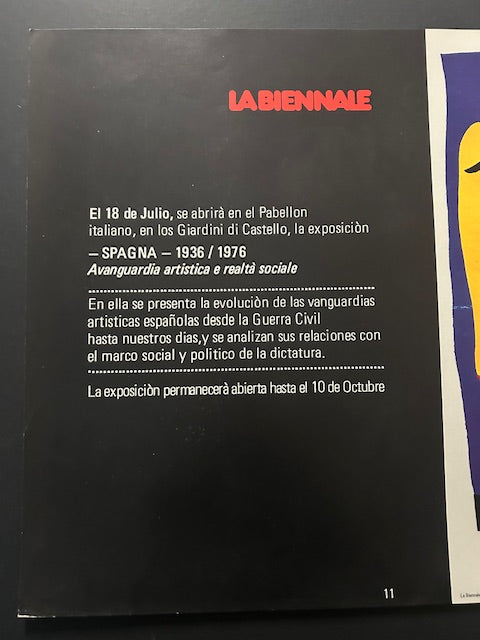 LA BIENNALE
El 18 de Julio, se abrirà en el Pabellon
italiano, en los Giardini di Castello, la exposiciòn
– SPAGNA – 1936 / 1976
Avanguardia artistica e realtà sociale
En ella se presenta la evoluciòn de las vanguardias
artisticas españolas desde la Guerra Civil
hasta nuestros dias,y se analizan sus relaciones con
el marco social y politico de la dictatura.
La exposiciòn permanecerà abierta hasta el 10 de Octubre
11
La Biennale